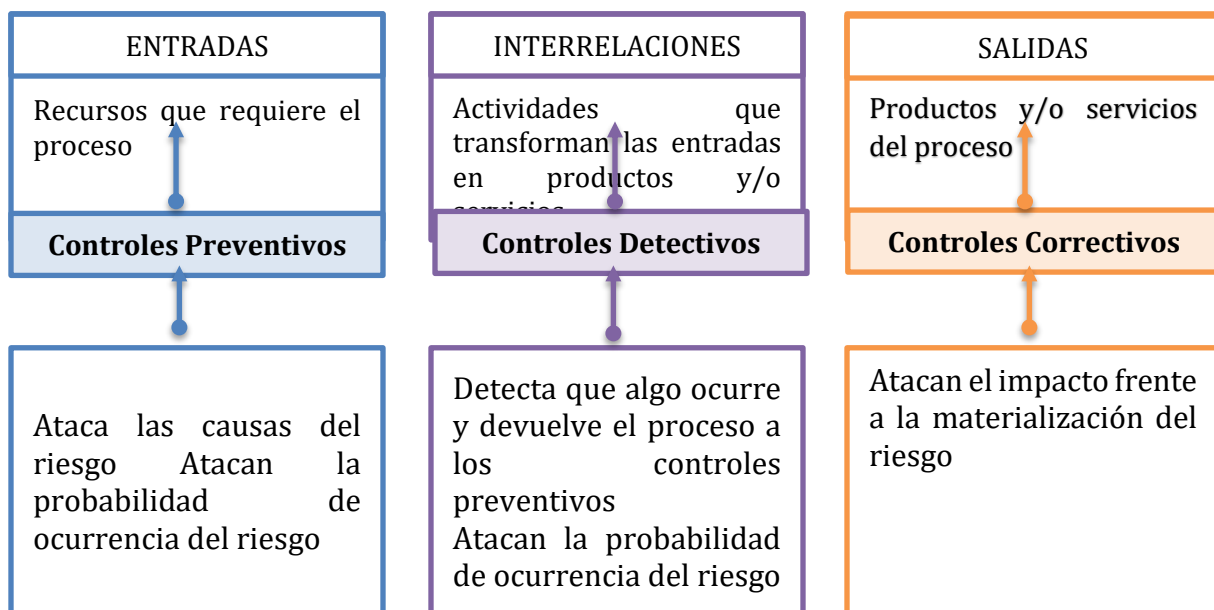 ENTRADAS
Recursos que requiere el
proceso
Controles Preventivos
Ataca las causas del
riesgo Atacan la
probabilidad de
ocurrencia del riesgo
INTERRELACIONES
Actividades que
transforman las entradas
en productos y/o
servicios
Controles Detectivos
Detecta que algo ocurre
y devuelve el proceso a
los controles
preventivos
Atacan la probabilidad
de ocurrencia del riesgo
SALIDAS
Productos y/o servicios
del proceso
Controles Correctivos
Atacan el impacto frente
a la materialización del
riesgo